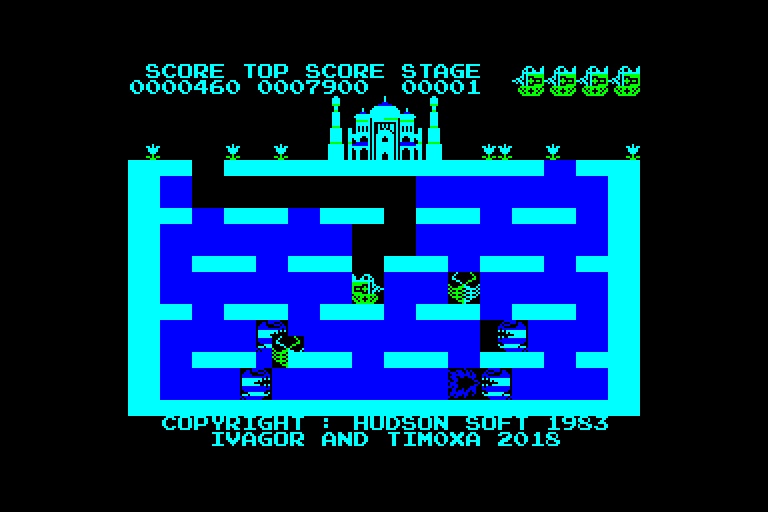 SCORE TOP SCORE STAGE
0000460 0007900 00001
COPYRIGHT : HUDSON SOFT 1983
IVAGOR AND TIMOXA 2018